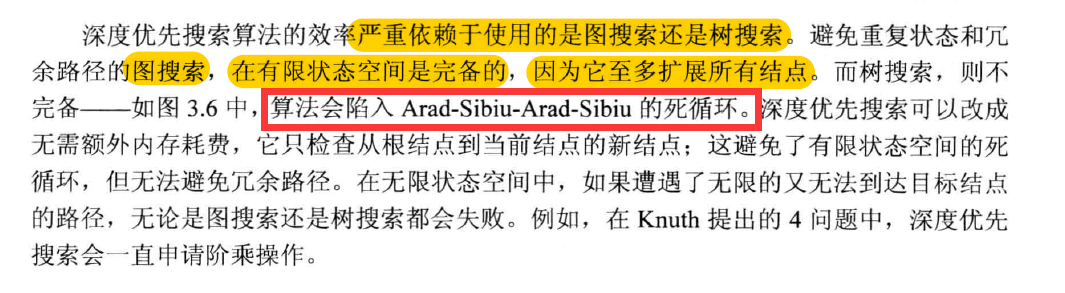 深度优先搜索算法的效率严重依赖于使用的是图搜索还是树搜索。避免重复状态和冗
余路径的图搜索，在有限状态空间是完备的，因为它至多扩展所有结点。而树搜索，则不
完备——如图 3.6 中，算法会陷入 Arad-Sibiu-Arad-Sibiu 的死循环。深度优先搜索可以改成
无需额外内存耗费，它只检查从根结点到当前结点的新结点；这避免了有限状态空间的死
循环，但无法避免冗余路径。在无限状态空间中，如果遭遇了无限的又无法到达目标结点
的路径，无论是图搜索还是树搜索都会失败。例如，在 Knuth 提出的 4 问题中，深度优先
搜索会一直申请阶乘操作。